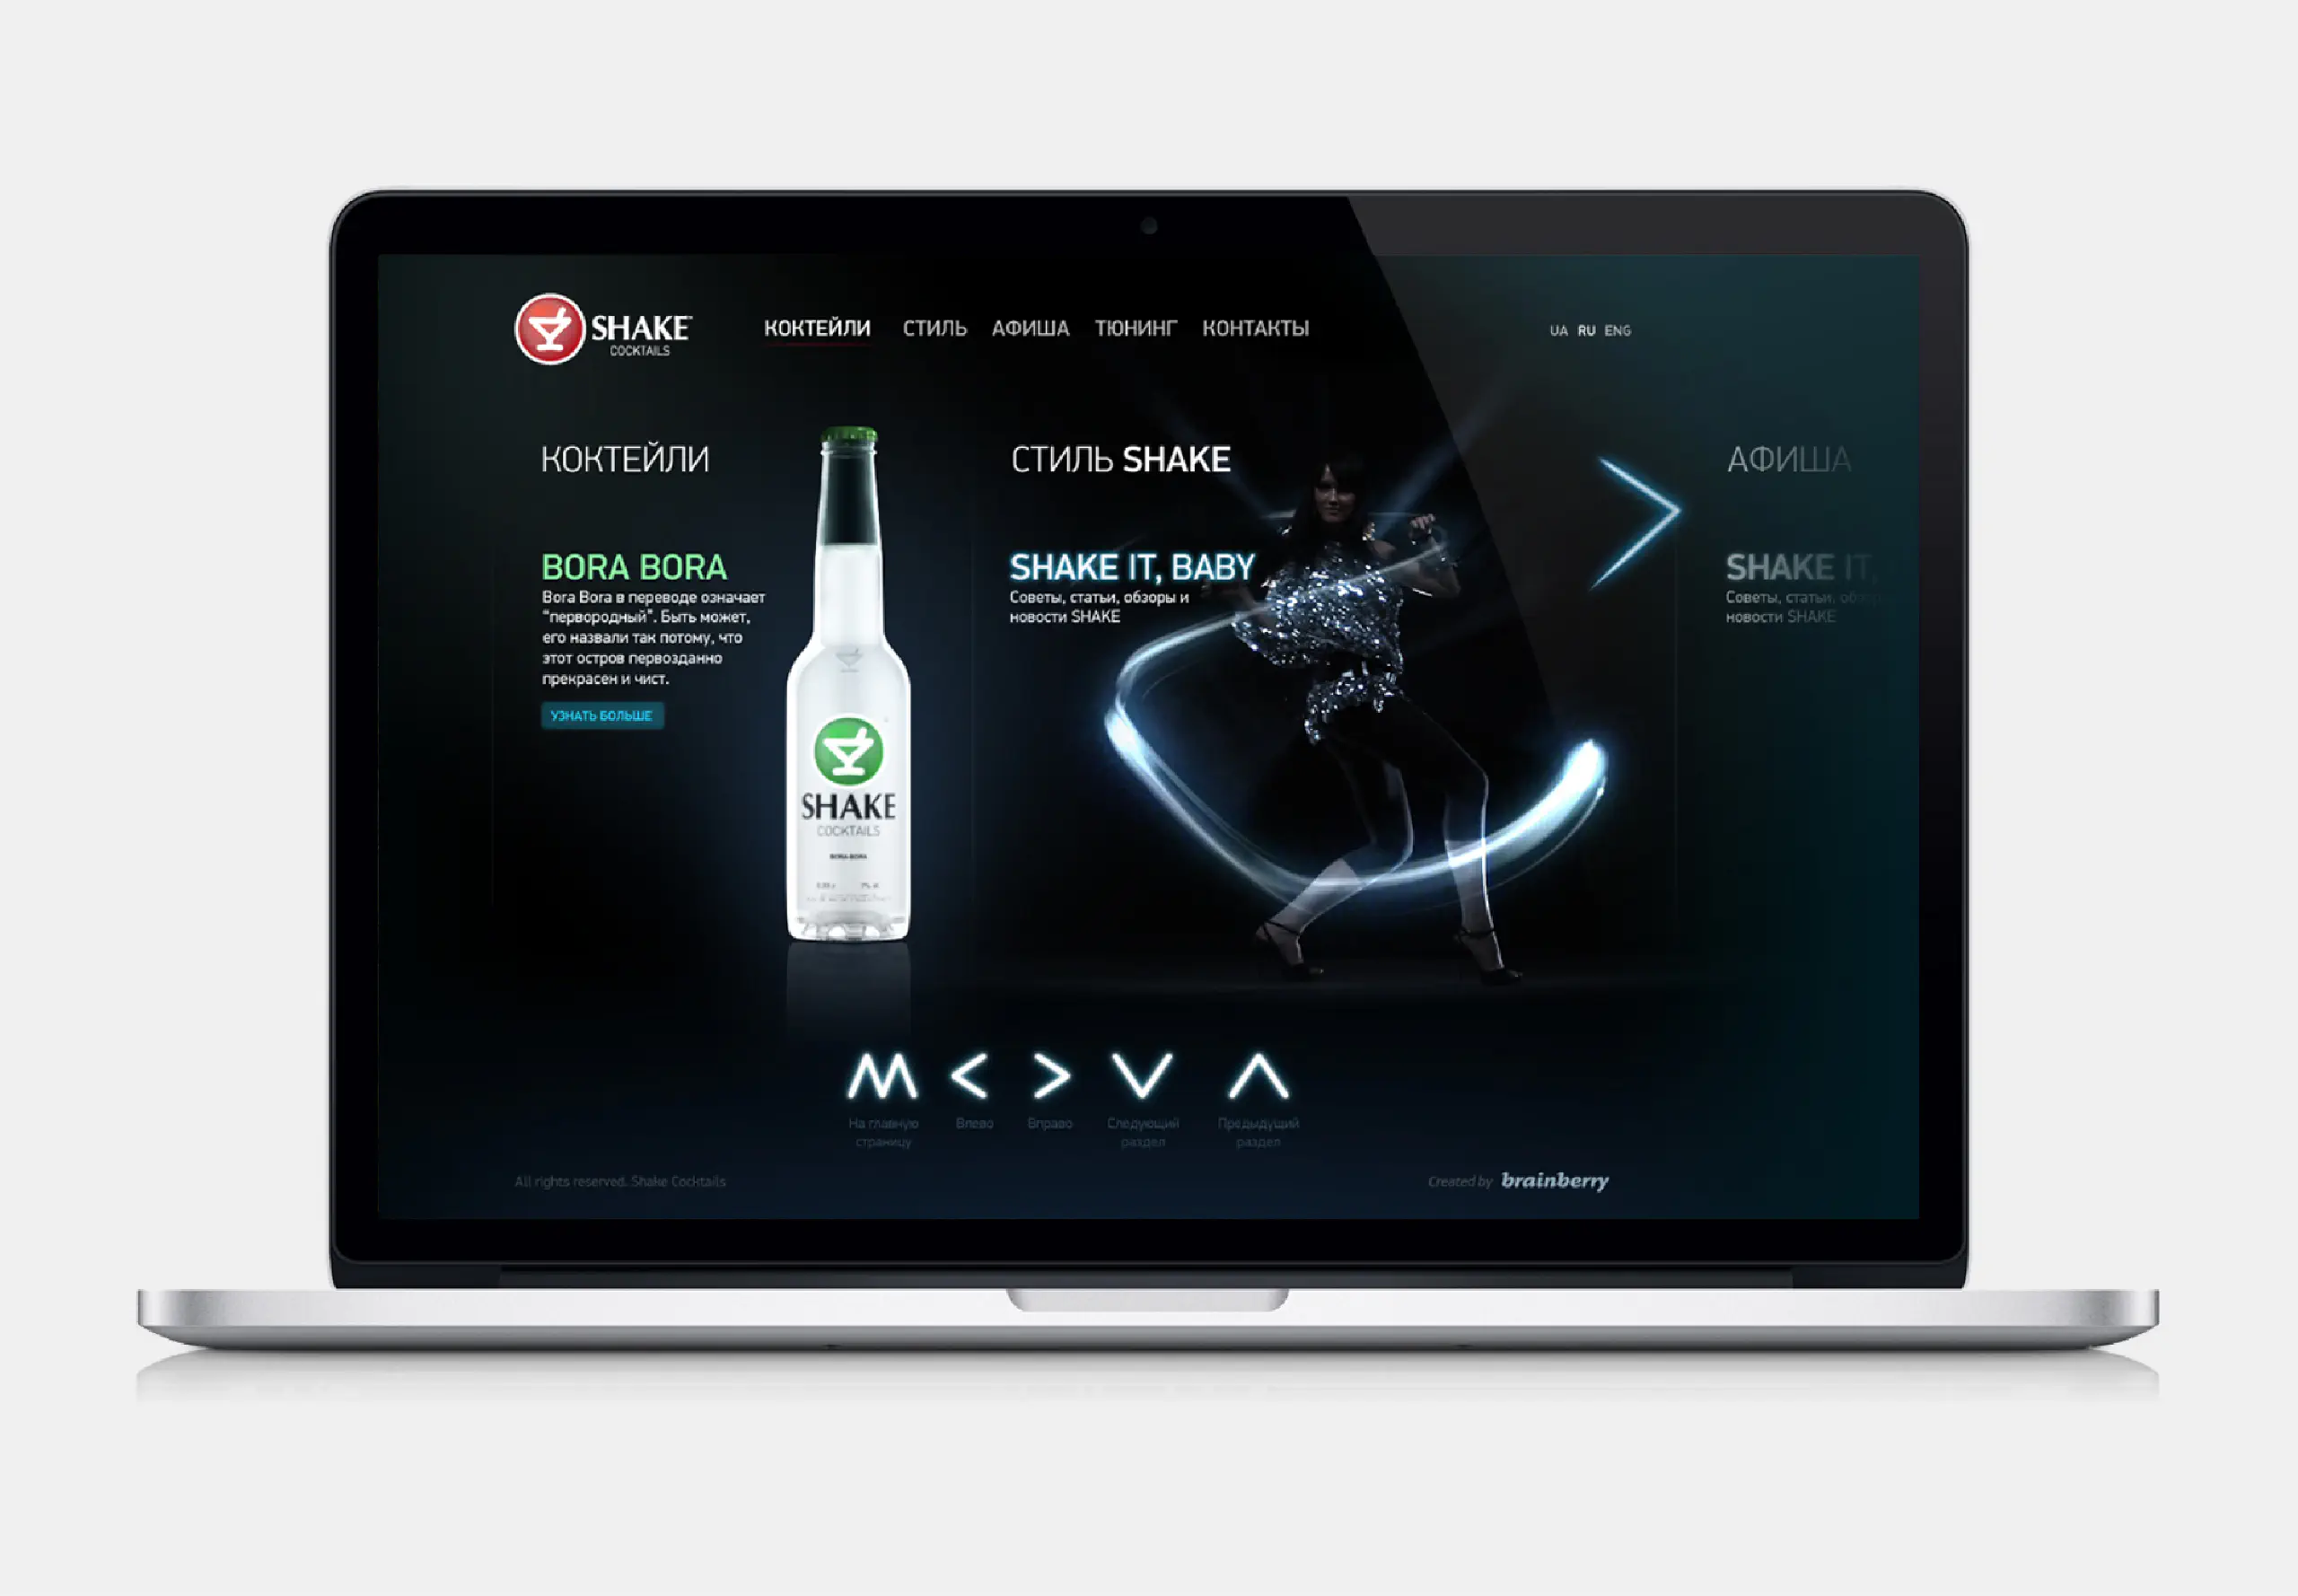 SHAKE
COCKTAILS
КОКТЕЙЛИ СТИЛЬ АФИША ТЮНИНГ КОНТАКТЫ
UA RU ENG
КОКТЕЙЛИ
BORA BORA
Bora Bora в переводе означает
"первородный". Быть может,
его назвали так потому, что
этот остров первозданно
прекрасен и чист.
УЗНАТЬ БОЛЬШЕ
SHAKE
COCKTAILS
BORA-BORA
СТИЛЬ SHAKE
SHAKE IT, BABY
Советы, статьи, обзоры и
новости SHAKE
АФИША
SHAKE IT,
Советы, статьи,
новости SHAKE
На главную
страницу
Влево
Вправо
Следующий
раздел
Предыдущий
раздел
All rights reserved. Shake Cocktails
Created by brainberry